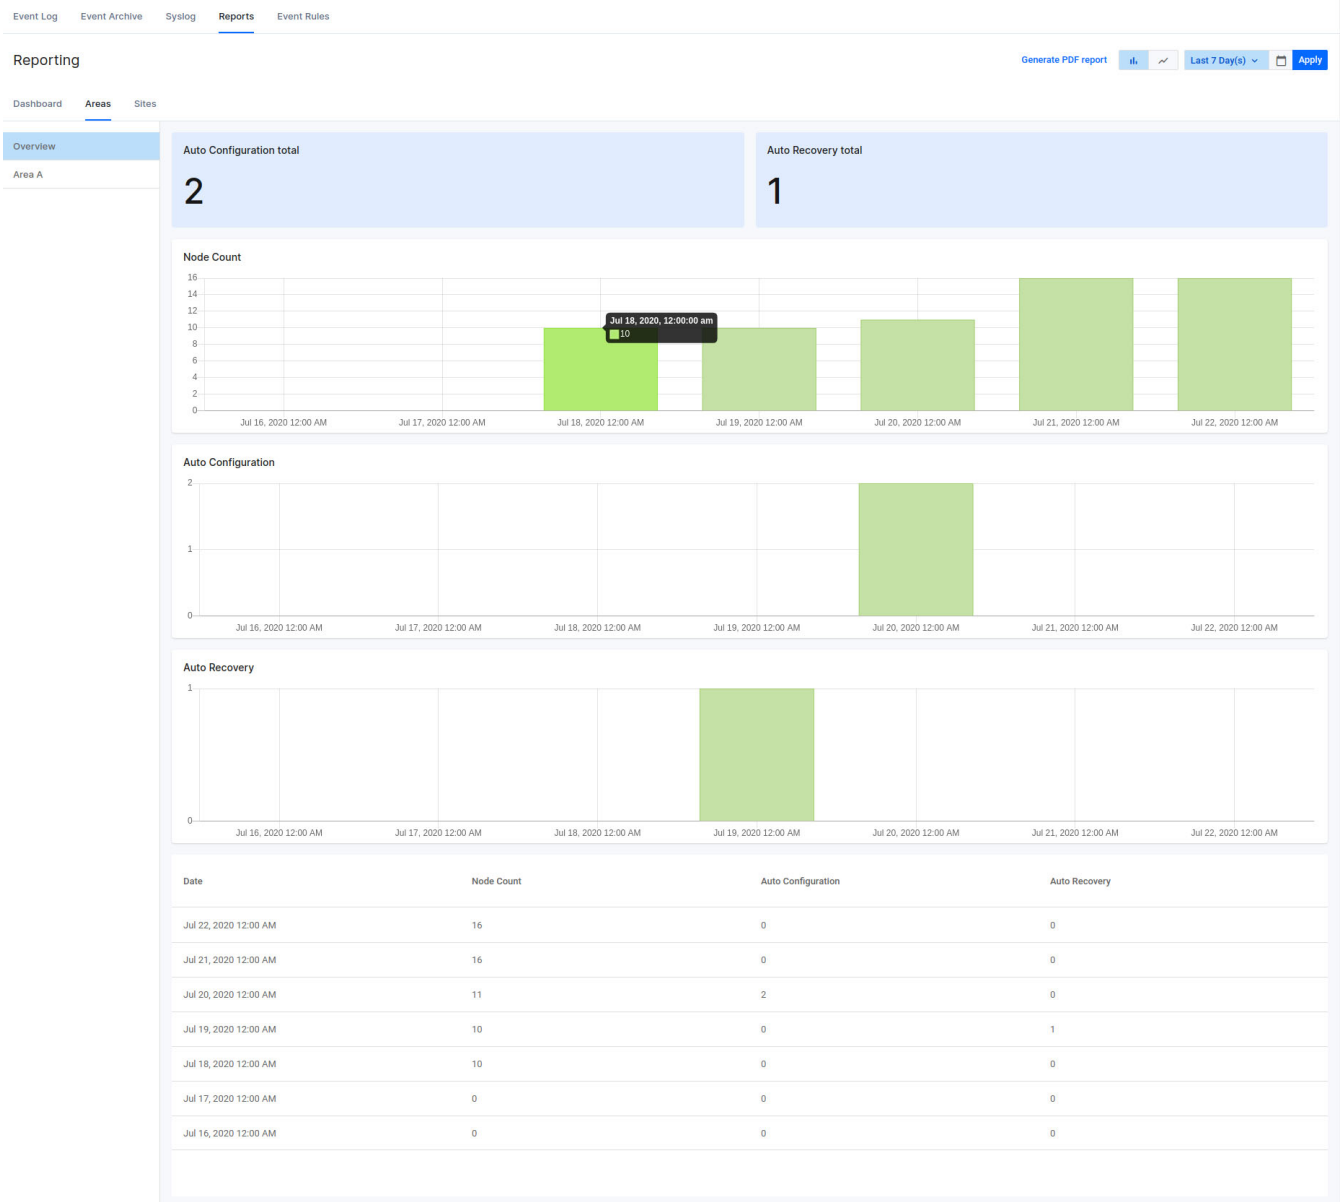 Event Log Event Archive Syslog Reports Event Rules
Reporting
Generate PDF report Last 7 Day(s) Apply
Dashboard Areas Sites
Overview
Area A
Auto Configuration total
2
Auto Recovery total
1
Node Count
16
14
12
10
8
6
4
2
0
Jul 18, 2020, 12:00:00 am
10
Jul 16, 2020 12:00 AM Jul 17, 2020 12:00 AM Jul 18, 2020 12:00 AM Jul 19, 2020 12:00 AM Jul 20, 2020 12:00 AM Jul 21, 2020 12:00 AM Jul 22, 2020 12:00 AM
Auto Configuration
2
1
0
Jul 16, 2020 12:00 AM Jul 17, 2020 12:00 AM Jul 18, 2020 12:00 AM Jul 19, 2020 12:00 AM Jul 20, 2020 12:00 AM Jul 21, 2020 12:00 AM Jul 22, 2020 12:00 AM
Auto Recovery
1
0
Jul 16, 2020 12:00 AM Jul 17, 2020 12:00 AM Jul 18, 2020 12:00 AM Jul 19, 2020 12:00 AM Jul 20, 2020 12:00 AM Jul 21, 2020 12:00 AM Jul 22, 2020 12:00 AM
Date Node Count Auto Configuration Auto Recovery
Jul 22, 2020 12:00 AM 16 0 0
Jul 21, 2020 12:00 AM 16 0 0
Jul 20, 2020 12:00 AM 11 2 0
Jul 19, 2020 12:00 AM 10 0 1
Jul 18, 2020 12:00 AM 10 0 0
Jul 17, 2020 12:00 AM 0 0 0
Jul 16, 2020 12:00 AM 0 0 0